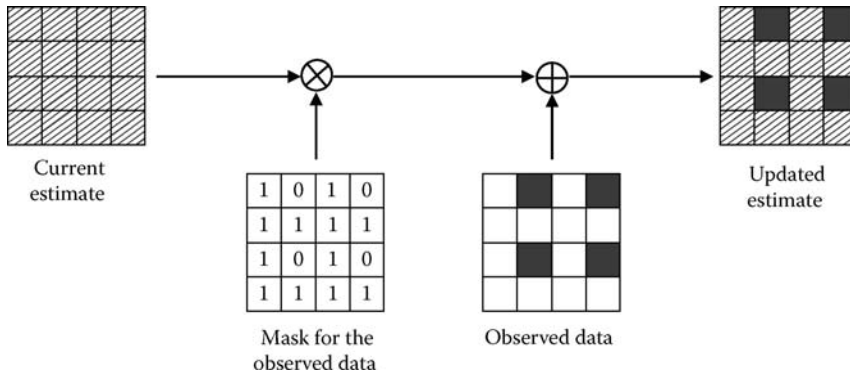 Current
estimate
1 0 1 0
1 1 1 1
1 0 1 0
1 1 1 1
Mask for the
observed data
Observed data
Updated
estimate